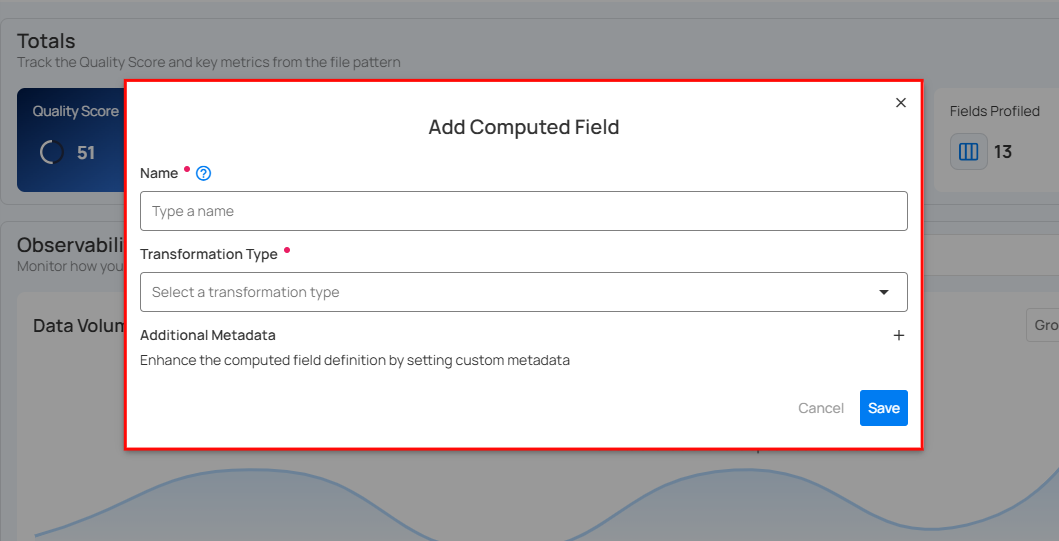 Totals
Track the Quality Score and key metrics from the file pattern
Quality Score
51
Fields Profiled
13
Add Computed Field
Name
Type a name
Transformation Type
Select a transformation type
Additional Metadata
Enhance the computed field definition by setting custom metadata
Cancel
Save
Observabili
Monitor how you
Data Volum
Gro